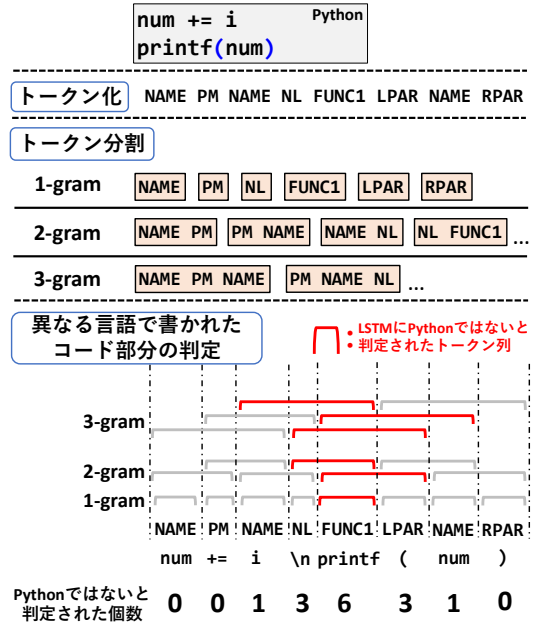 num += i
Python
printf(num)
トークン化
NAME PM NAME NL FUNC1 LPAR NAME RPAR
トークン分割
1-gram
NAME PM NL FUNC1 LPAR RPAR
2-gram
NAME PM PM NAME NAME NL NL FUNC1 ...
3-gram
NAME PM NAME PM NAME NL ...
異なる言語で書かれた
コード部分の判定
:LSTMにPythonではないと
:判定されたトークン列
3-gram
2-gram
1-gram
NAME PM NAME NL FUNC1 LPAR NAME RPAR
num += i \n printf ( num )
Pythonではないと
判定された個数
0 0 1 3 6 3 1 0